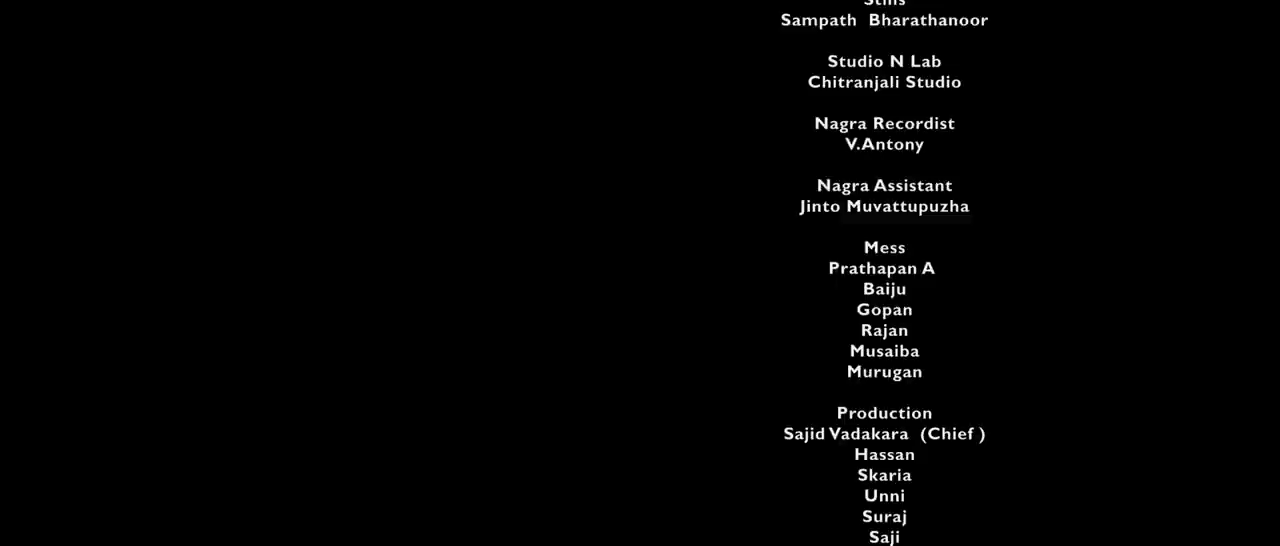 Stills
Sampath Bharathanoor
Studio N Lab
Chitranjali Studio
Nagra Recordist
V.Antony
Nagra Assistant
Jinto Muvattupuzha
Mess
Prathapan A
Baiju
Gopan
Rajan
Musaiba
Murugan
Production
Sajid Vadakara (Chief )
Hassan
Skaria
Unni
Suraj
Saji